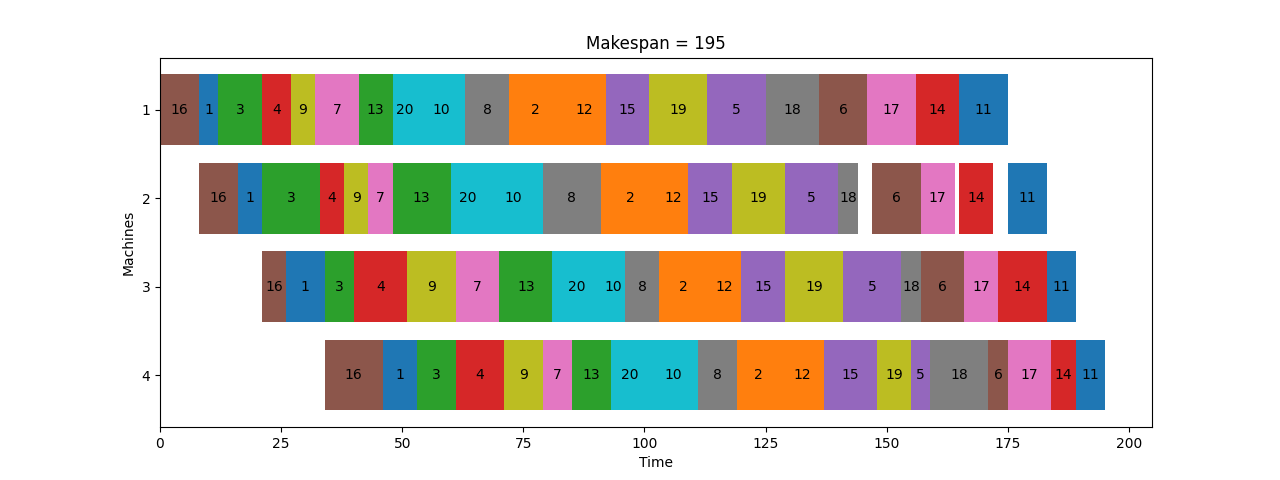 Makespan = 195
1 16 1 3 4 9 7 13 20 10 8 2 12 15 19 5 18 6 17 14 11
2 16 1 3 4 9 7 13 20 10 8 2 12 15 19 5 18 6 17 14 11
3 16 1 3 4 9 7 13 20 10 8 2 12 15 19 5 18 6 17 14 11
4 16 1 3 4 9 7 13 20 10 8 2 12 15 19 5 18 6 17 14 11
Machines
0 25 50 75 100 125 150 175 200
Time